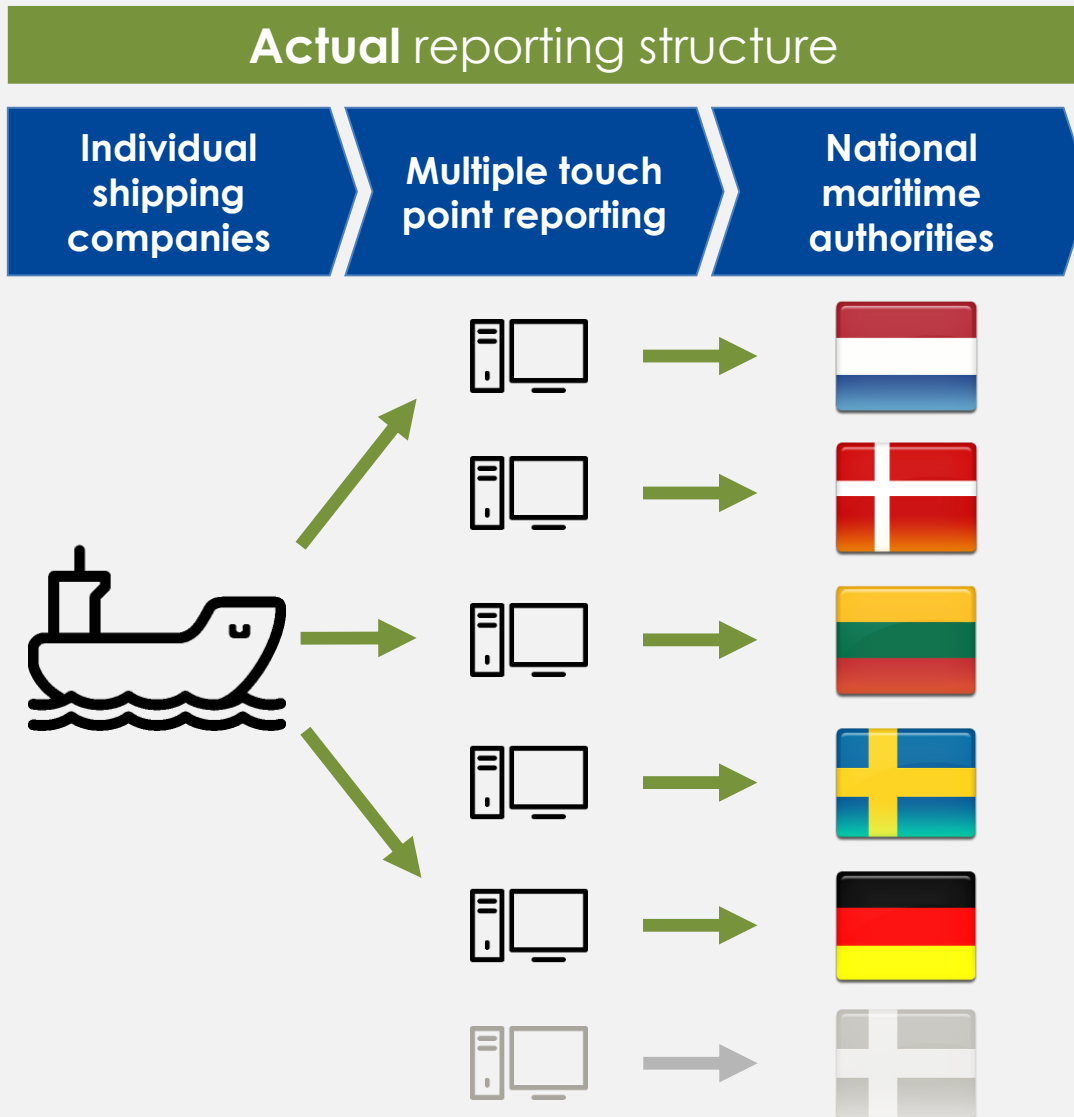 Actual reporting structure
Individual
shipping
companies
Multiple touch
point reporting
National
maritime
authorities